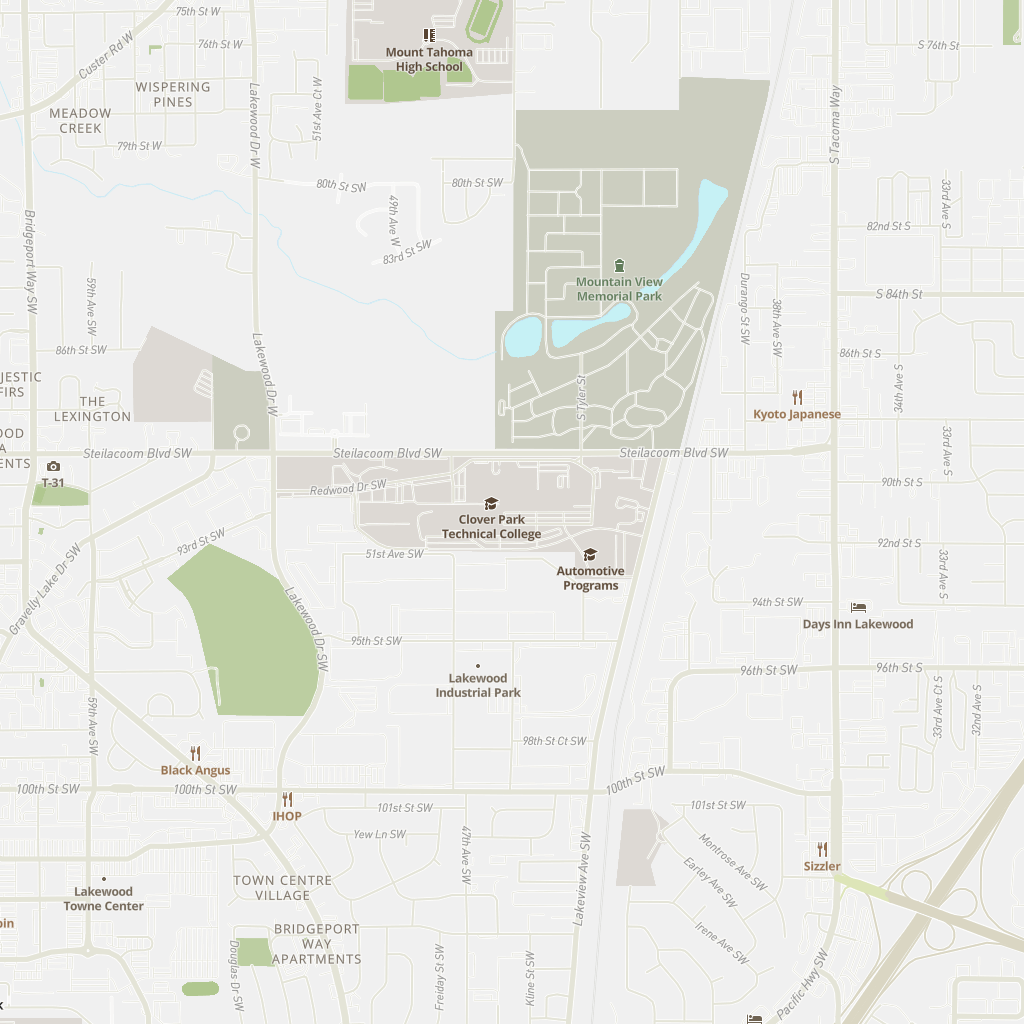 75th St W
76th St W
Custer Rd W
WISPERING
PINES
MEADOW
CREEK
79th St W
Lakewood Dr W
51st Ave Ct W
Mount Tahoma
High School
S 76th St
S Tacoma Way
80th St SW
80th St SW
49th Ave W
83rd St SW
33rd Ave S
82nd St S
Bridgeport Way SW
Mountain View
Memorial Park
59th Ave SW
Durango St SW
38th Ave SW
S 84th St
86th St SW
86th St S
Lakewood Dr W
JESTIC
FIRS
THE
LEXINGTON
S Tyler St
34th Ave S
Kyoto Japanese
OOD
A
ENTS
Steilacoom Blvd SW
Steilacoom Blvd SW
Steilacoom Blvd SW
33rd Ave S
T-31
Redwood Dr SW
90th St S
Clover Park
Technical College
93rd St SW
51st Ave SW
92nd St S
Automotive
Programs
33rd Ave S
Gravelly Lake Dr SW
Lakewood Dr SW
94th St SW
Days Inn Lakewood
95th St SW
Lakewood
Industrial Park
96th St SW
96th St S
59th Ave SW
33rd Ave Ct S
32nd Ave S
98th St Ct SW
Black Angus
100th St SW
100th St SW
100th St SW
IHOP
101st St SW
101st St SW
Yew Ln SW
47th Ave SW
Lakeview Ave SW
Montrose Ave SW
Earley Ave SW
Irene Ave SW
Sizzler
Lakewood
Towne Center
TOWN CENTRE
VILLAGE
pin
BRIDGEPORT
WAY
APARTMENTS
Douglas Dr SW
Freiday St SW
Kline St SW
Pacific Hwy SW
k